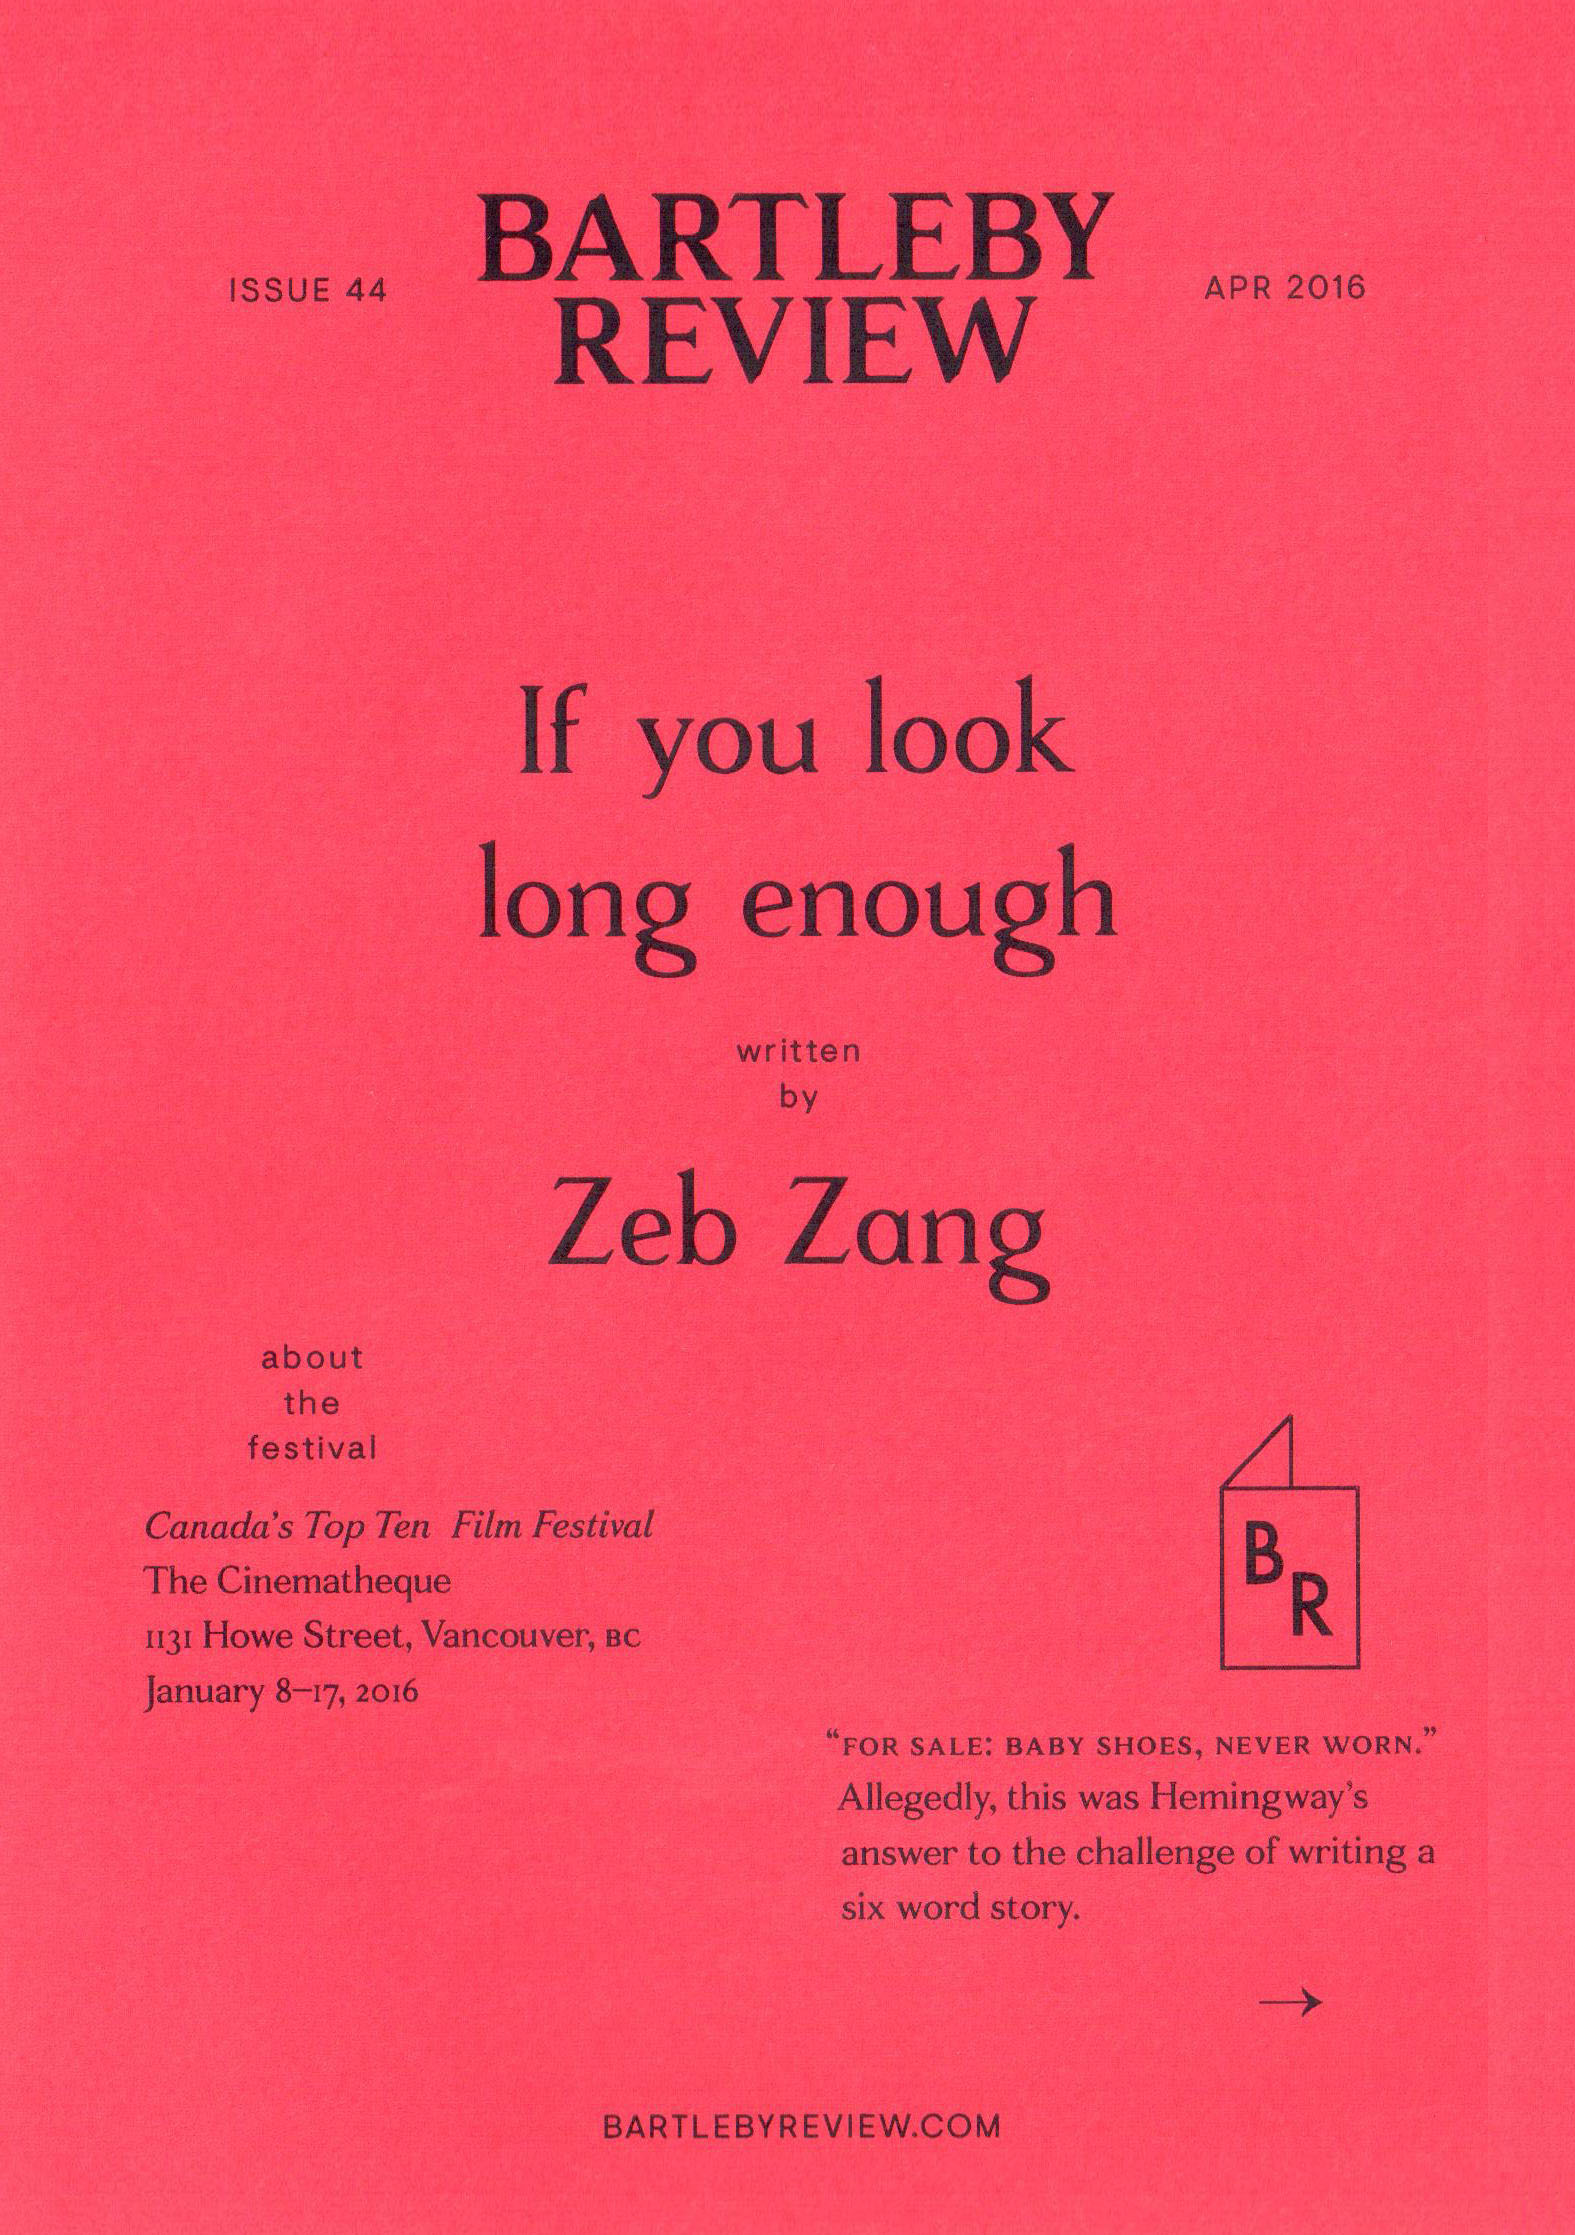 ISSUE 44
BARTLEBY
REVIEW
APR 2016
If you look
long enough
written
by
Zeb Zang
about
the
festival
Canada’s Top Ten Film Festival
The Cinematheque
1131 Howe Street, Vancouver, BC
January 8–17, 2016
B
R
“FOR SALE: BABY SHOES, NEVER WORN.”
Allegedly, this was Hemingway’s
answer to the challenge of writing a
six word story.
→
BARTLEBYREVIEW.COM